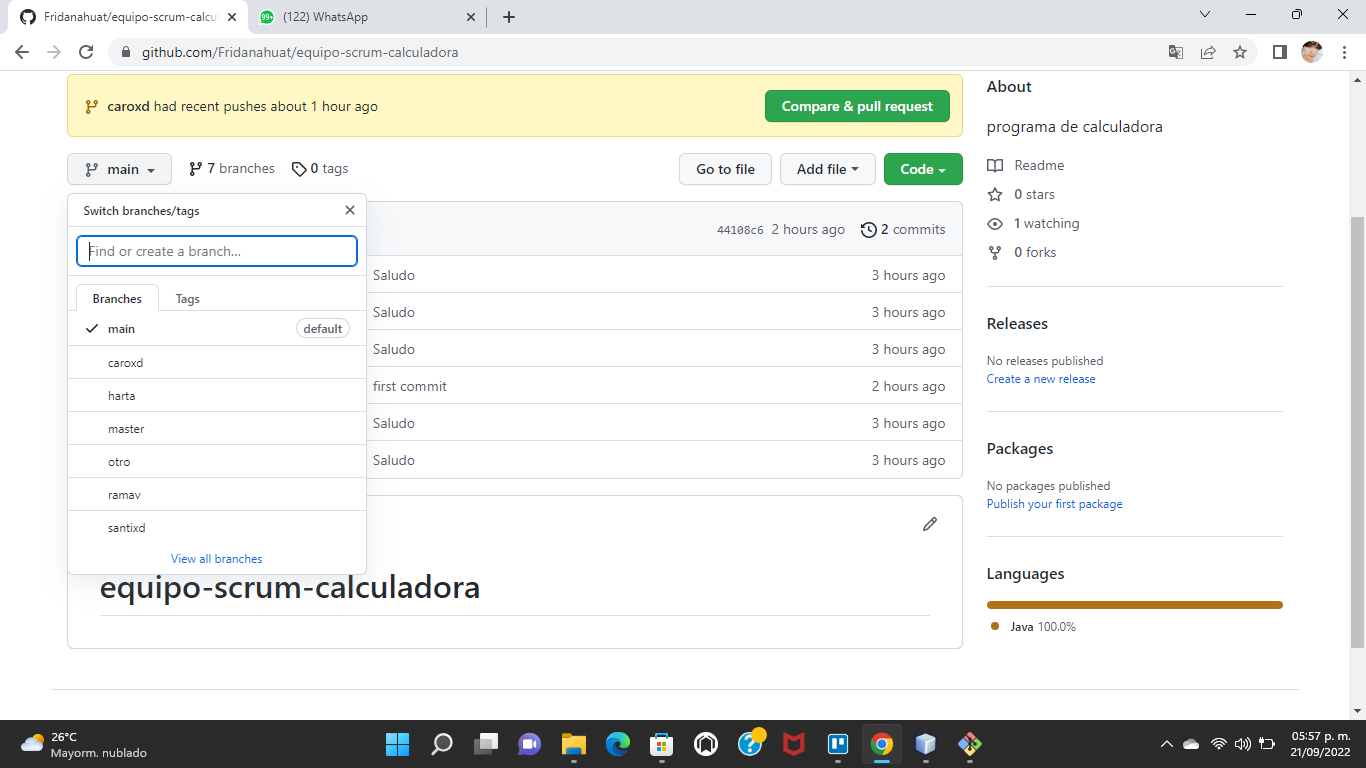 Fridanahuat/equipo-scrum-calcu
99+
(122) WhatsApp
github.com/Fridanahuat/equipo-scrum-calculadora
caroxd had recent pushes about 1 hour ago
Compare & pull request
main
7 branches
0 tags
Go to file
Add file
Code
Switch branches/tags
Find or create a branch...
Branches
Tags
main
default
caroxd
harta
master
otro
ramav
santixd
View all branches
44108c6 2 hours ago
2 commits
Saludo
3 hours ago
Saludo
3 hours ago
Saludo
3 hours ago
first commit
2 hours ago
Saludo
3 hours ago
Saludo
3 hours ago
equipo-scrum-calculadora
About
programa de calculadora
Readme
0 stars
1 watching
0 forks
Releases
No releases published
Create a new release
Packages
No packages published
Publish your first package
Languages
Java 100.0%
26°C
Mayorm. nublado
05:57 p. m.
21/09/2022